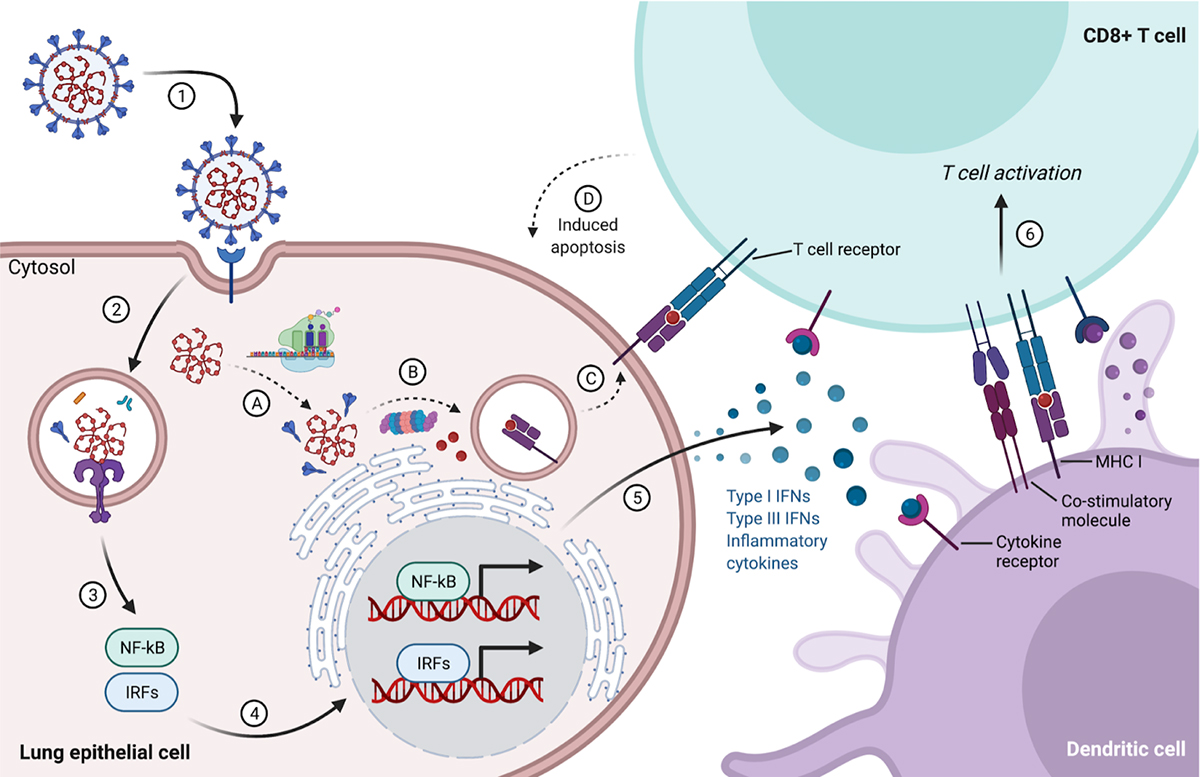 CD8+ T cell
1
T cell activation
D
Induced
apoptosis
6
T cell receptor
Cytosol
2
B
C
A
MHC I
5
Type I IFNs
Type III IFNs
Inflammatory
cytokines
Co-stimulatory
molecule
Cytokine
receptor
NF-kB
3
NF-kB
IRFs
IRFs
4
Lung epithelial cell
Dendritic cell